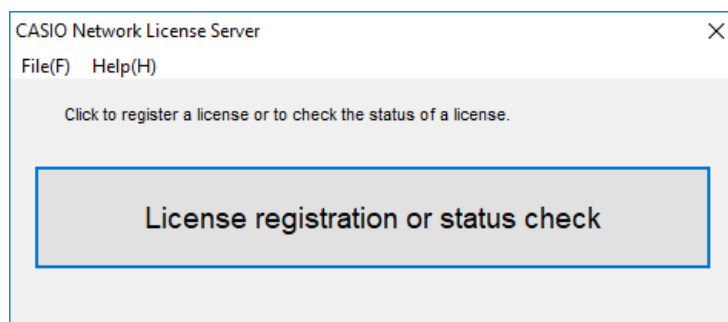 CASIO Network License Server
File(F) Help(H)
Click to register a license or to check the status of a license.
License registration or status check